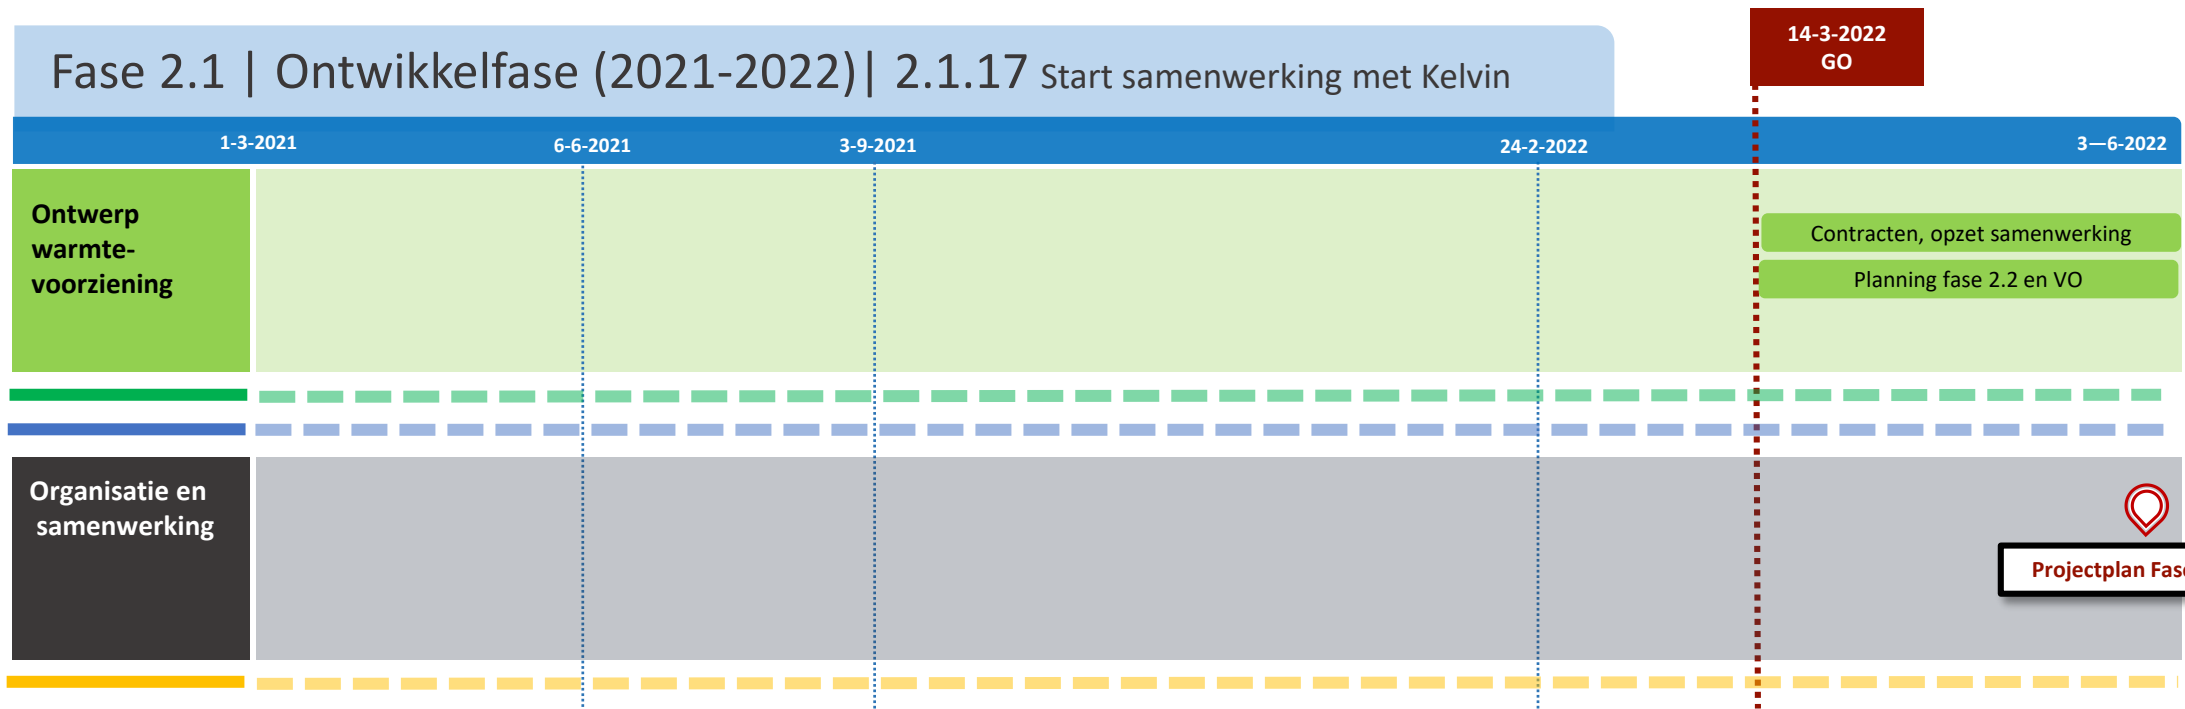 14-3-2022
GO
Fase 2.1 | Ontwikkelfase (2021-2022)| 2.1.17 Start samenwerking met Kelvin
1-3-2021
6-6-2021
3-9-2021
24-2-2022
3—6-2022
Ontwerp
warmte-
voorziening
Contracten, opzet samenwerking
Planning fase 2.2 en VO
Organisatie en
samenwerking
Projectplan